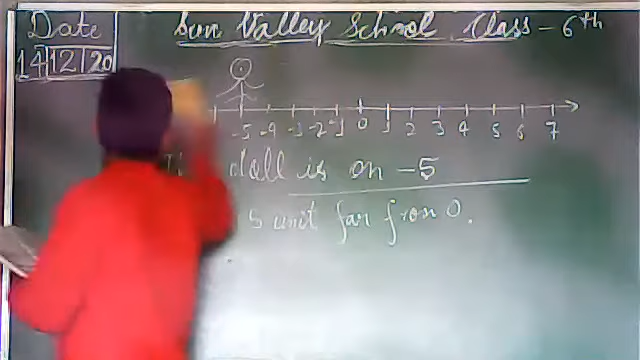 Date Sun Valley School. Class - 6th
14 12 20
-5 -4 -3 -2 -1 0 1 2 3 4 5 6 7
doll is on -5
5 unit far from 0.